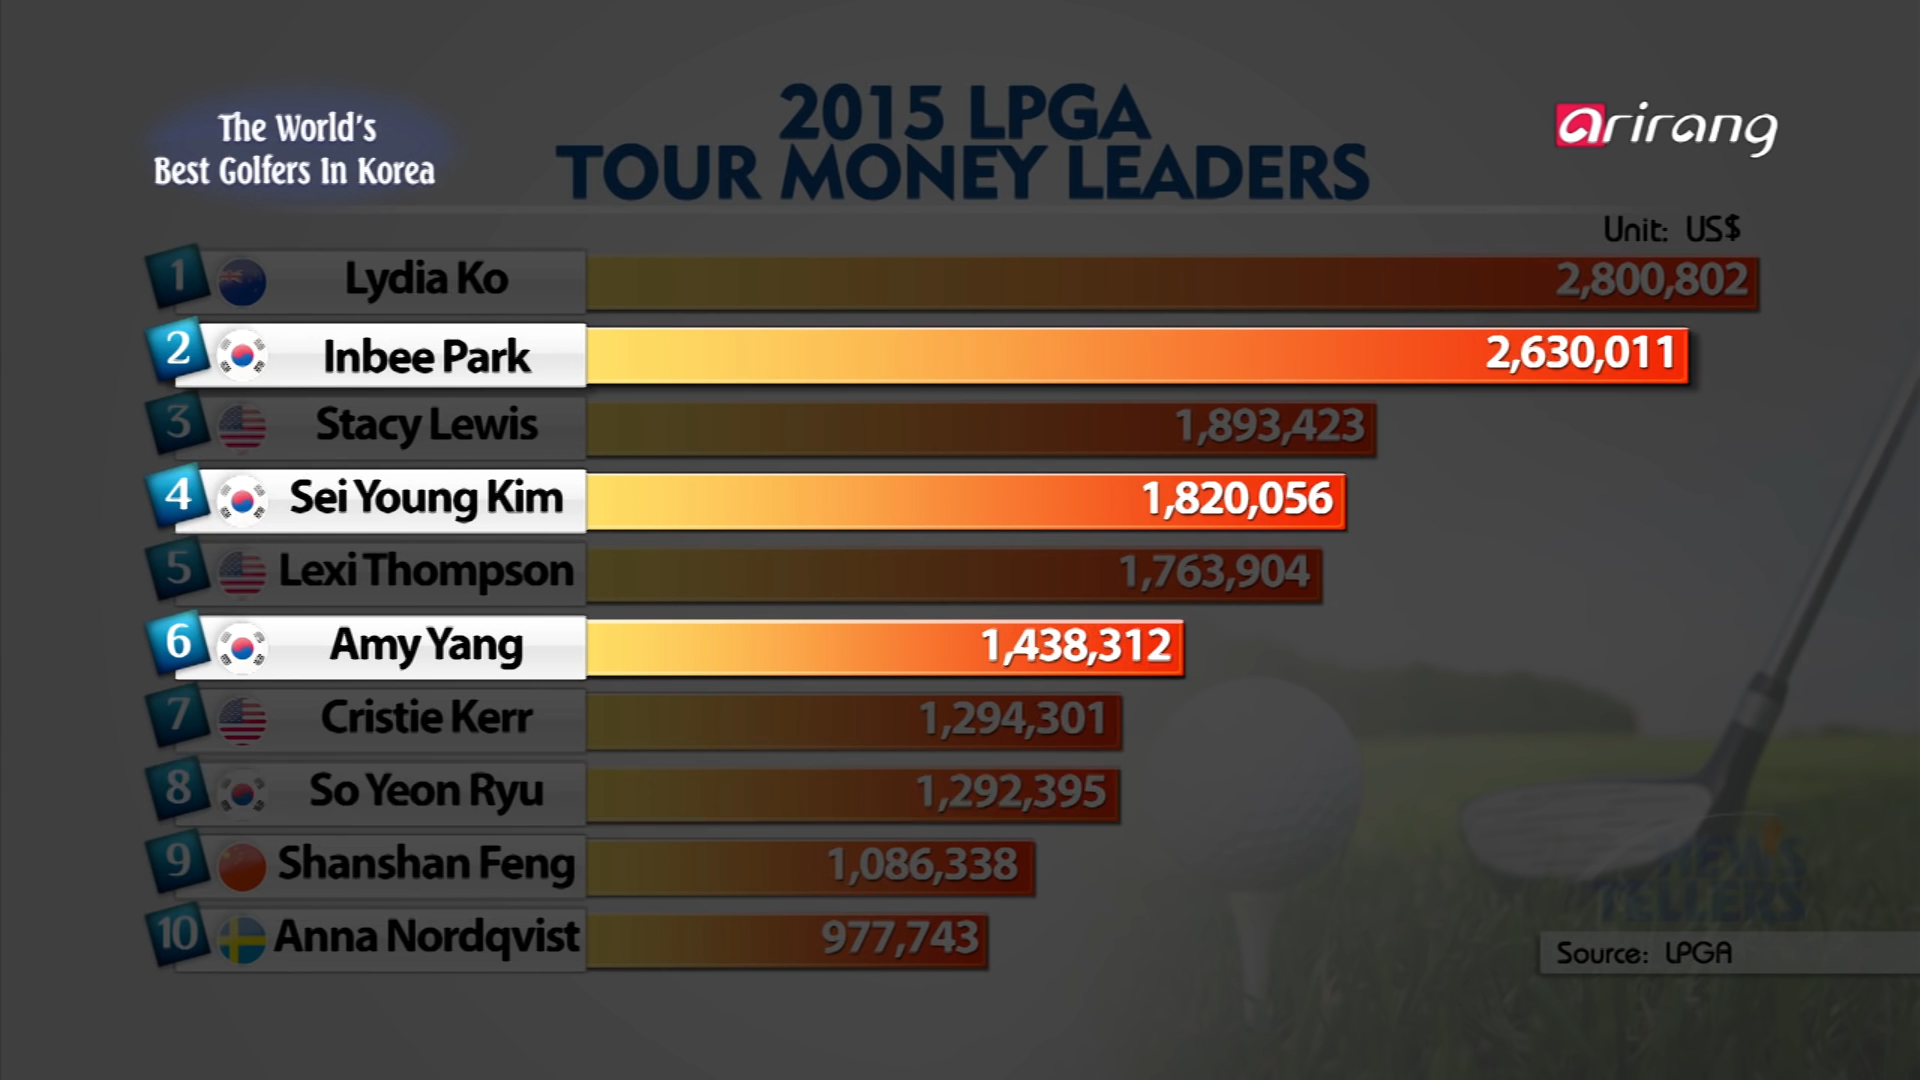 The World's
Best Golfers In Korea
2015 LPGA
TOUR MONEY LEADERS
arirang
Unit: US$
1 Lydia Ko 2,800,802
2 Inbee Park 2,630,011
3 Stacy Lewis 1,893,423
4 Sei Young Kim 1,820,056
5 Lexi Thompson 1,763,904
6 Amy Yang 1,438,312
7 Cristie Kerr 1,294,301
8 So Yeon Ryu 1,292,395
9 Shanshan Feng 1,086,338
10 Anna Nordqvist 977,743
NEWS
TELLERS
Source: LPGA